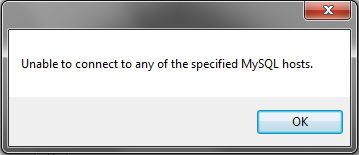 Unable to connect to any of the specified MySQL hosts.
OK